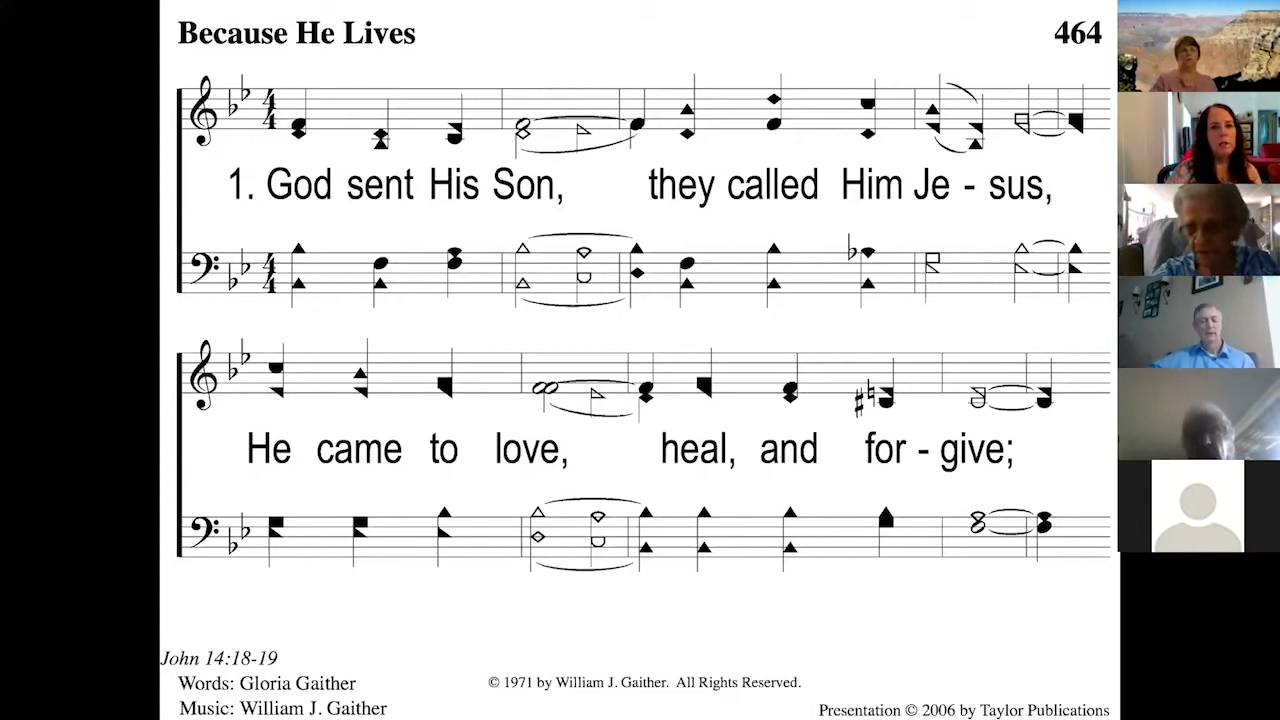 Because He Lives 464
1. God sent His Son, they called Him Je - sus,
He came to love, heal, and for - give;
John 14:18-19
Words: Gloria Gaither
Music: William J. Gaither
© 1971 by William J. Gaither. All Rights Reserved.
Presentation © 2006 by Taylor Publications